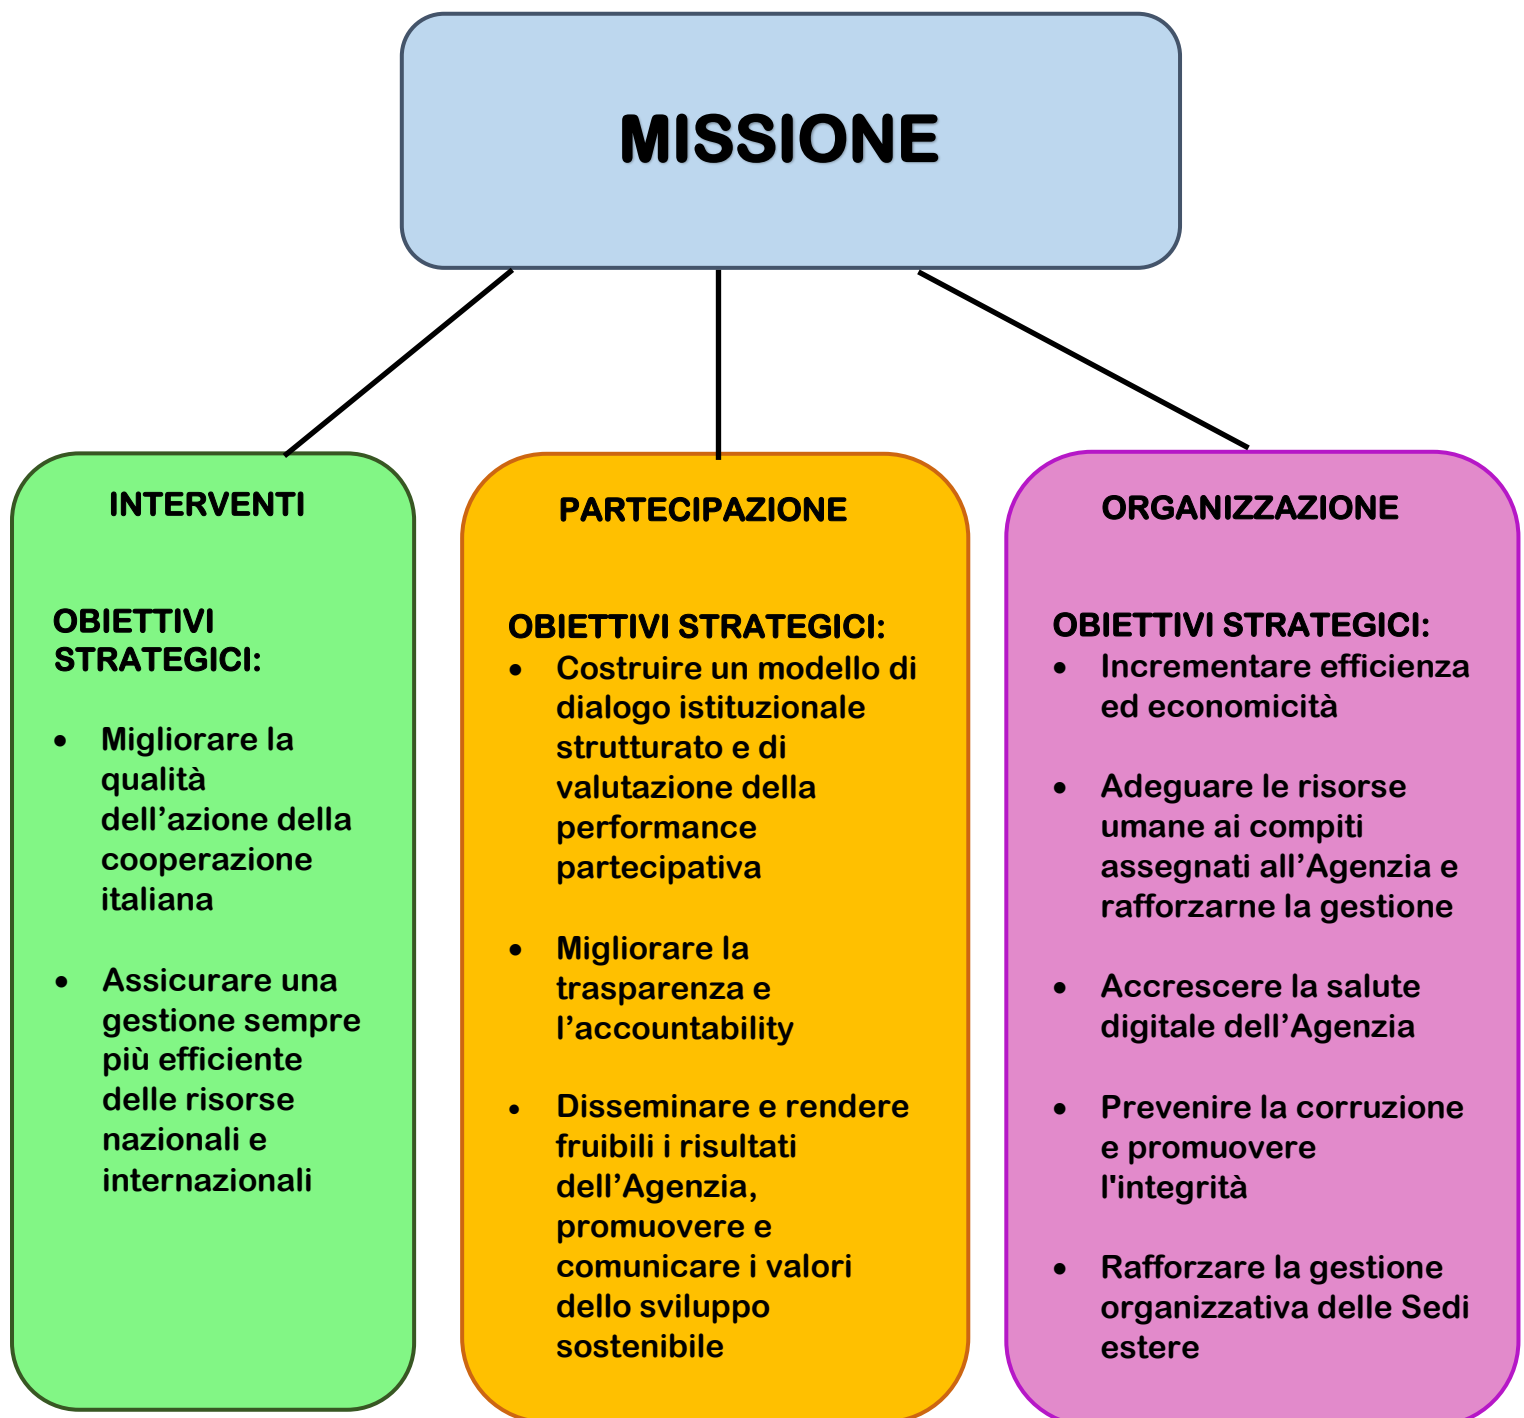 MISSIONE
INTERVENTI
OBIETTIVI
STRATEGICI:
• Migliorare la
qualità
dell’azione della
cooperazione
italiana
• Assicurare una
gestione sempre
più efficiente
delle risorse
nazionali e
internazionali
PARTECIPAZIONE
OBIETTIVI STRATEGICI:
• Costruire un modello di
dialogo istituzionale
strutturato e di
valutazione della
performance
partecipativa
• Migliorare la
trasparenza e
l’accountability
• Disseminare e rendere
fruibili i risultati
dell’Agenzia,
promuovere e
comunicare i valori
dello sviluppo
sostenibile
ORGANIZZAZIONE
OBIETTIVI STRATEGICI:
• Incrementare efficienza
ed economicità
• Adeguare le risorse
umane ai compiti
assegnati all’Agenzia e
rafforzarne la gestione
• Accrescere la salute
digitale dell’Agenzia
• Prevenire la corruzione
e promuovere
l'integrità
• Rafforzare la gestione
organizzativa delle Sedi
estere